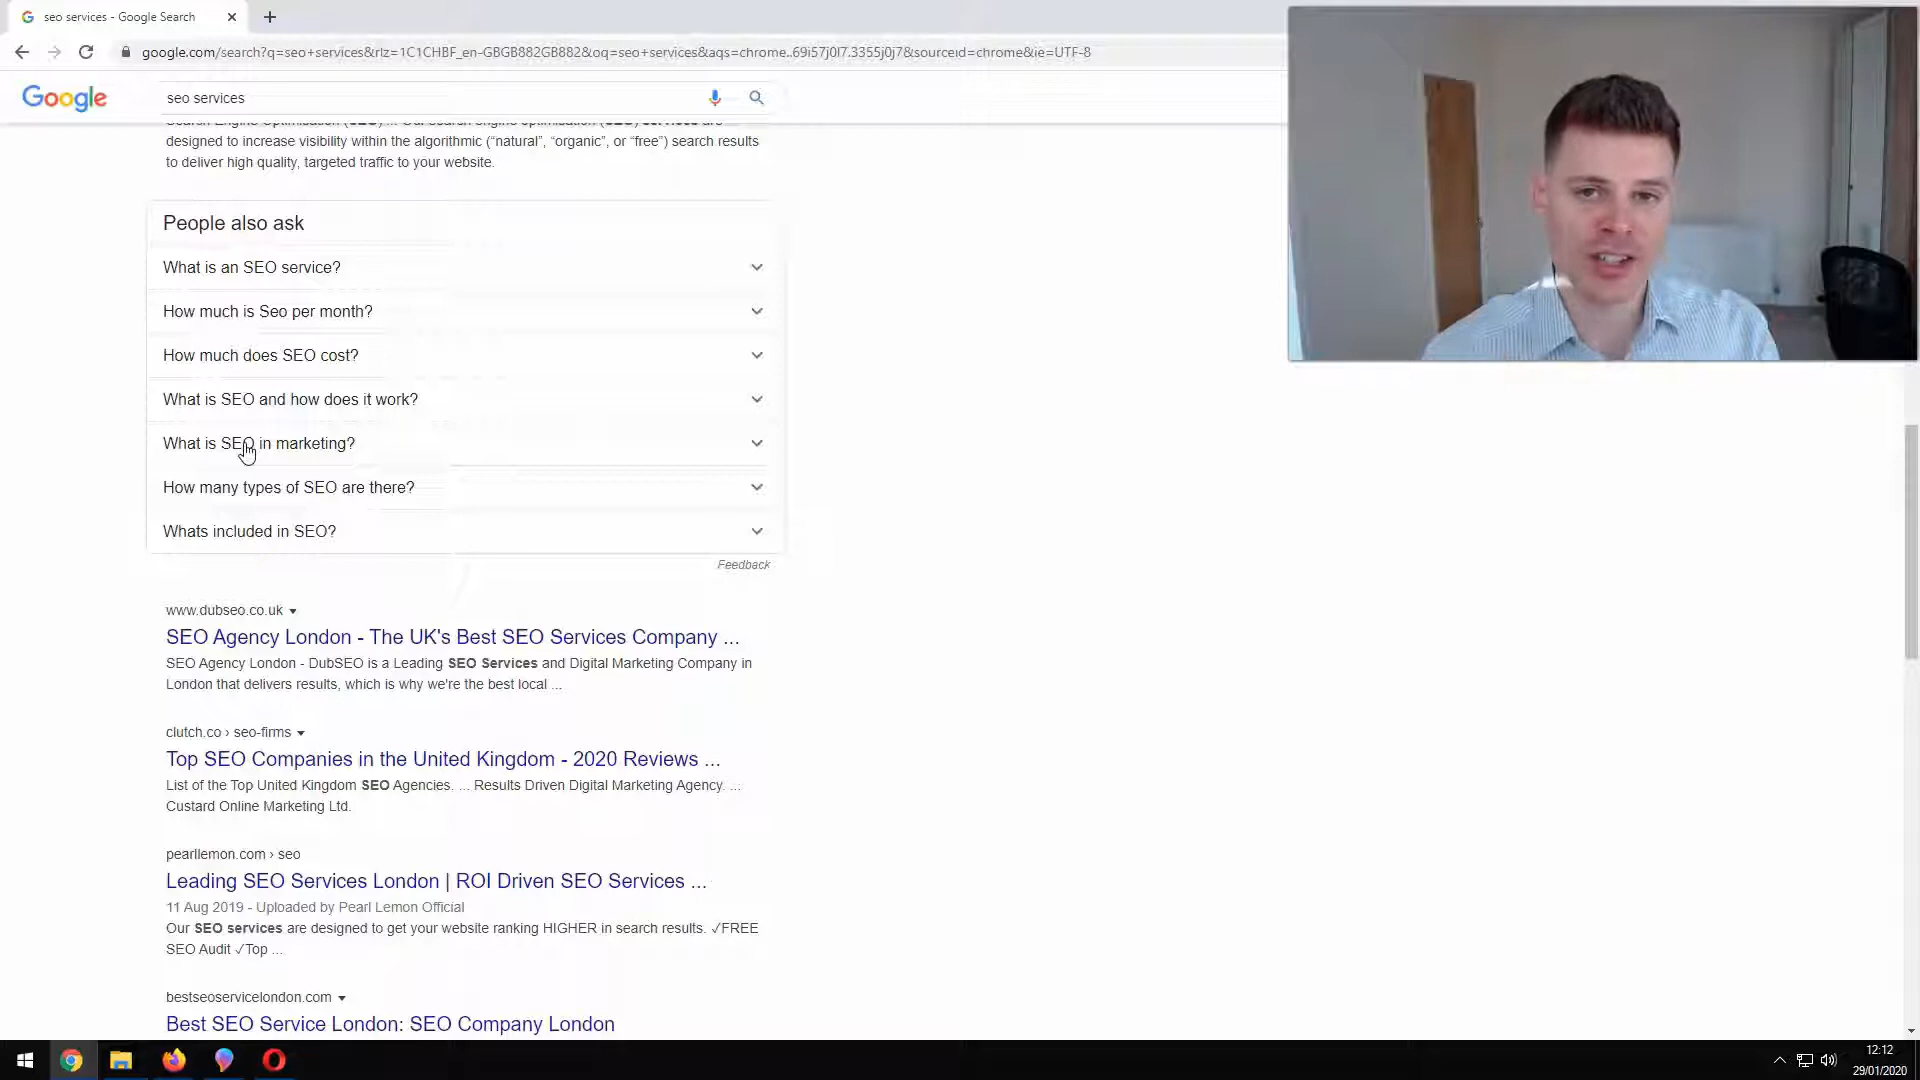 seo services - Google Search
google.com/search?q=seo+services&rlz=1C1CHBF_en-GBGB882GB882&oq=seo+services&aqs=chrome..69i57j0l7.3355j0j7&sourceid=chrome&ie=UTF-8
Google
seo services
Search Engine Optimisation (SEO) ... Our search engine optimisation (SEO) services are
designed to increase visibility within the algorithmic (“natural”, “organic”, or “free”) search results
to deliver high quality, targeted traffic to your website.
People also ask
What is an SEO service?
How much is Seo per month?
How much does SEO cost?
What is SEO and how does it work?
What is SEO in marketing?
How many types of SEO are there?
Whats included in SEO?
Feedback
www.dubseo.co.uk
SEO Agency London - The UK's Best SEO Services Company ...
SEO Agency London - DubSEO is a Leading SEO Services and Digital Marketing Company in
London that delivers results, which is why we're the best local ...
clutch.co › seo-firms
Top SEO Companies in the United Kingdom - 2020 Reviews ...
List of the Top United Kingdom SEO Agencies. ... Results Driven Digital Marketing Agency. ...
Custard Online Marketing Ltd.
pearllemon.com › seo
Leading SEO Services London | ROI Driven SEO Services ...
11 Aug 2019 - Uploaded by Pearl Lemon Official
Our SEO services are designed to get your website ranking HIGHER in search results. ✓FREE
SEO Audit ✓Top ...
bestseoservicelondon.com
Best SEO Service London: SEO Company London
12:12
29/01/2020